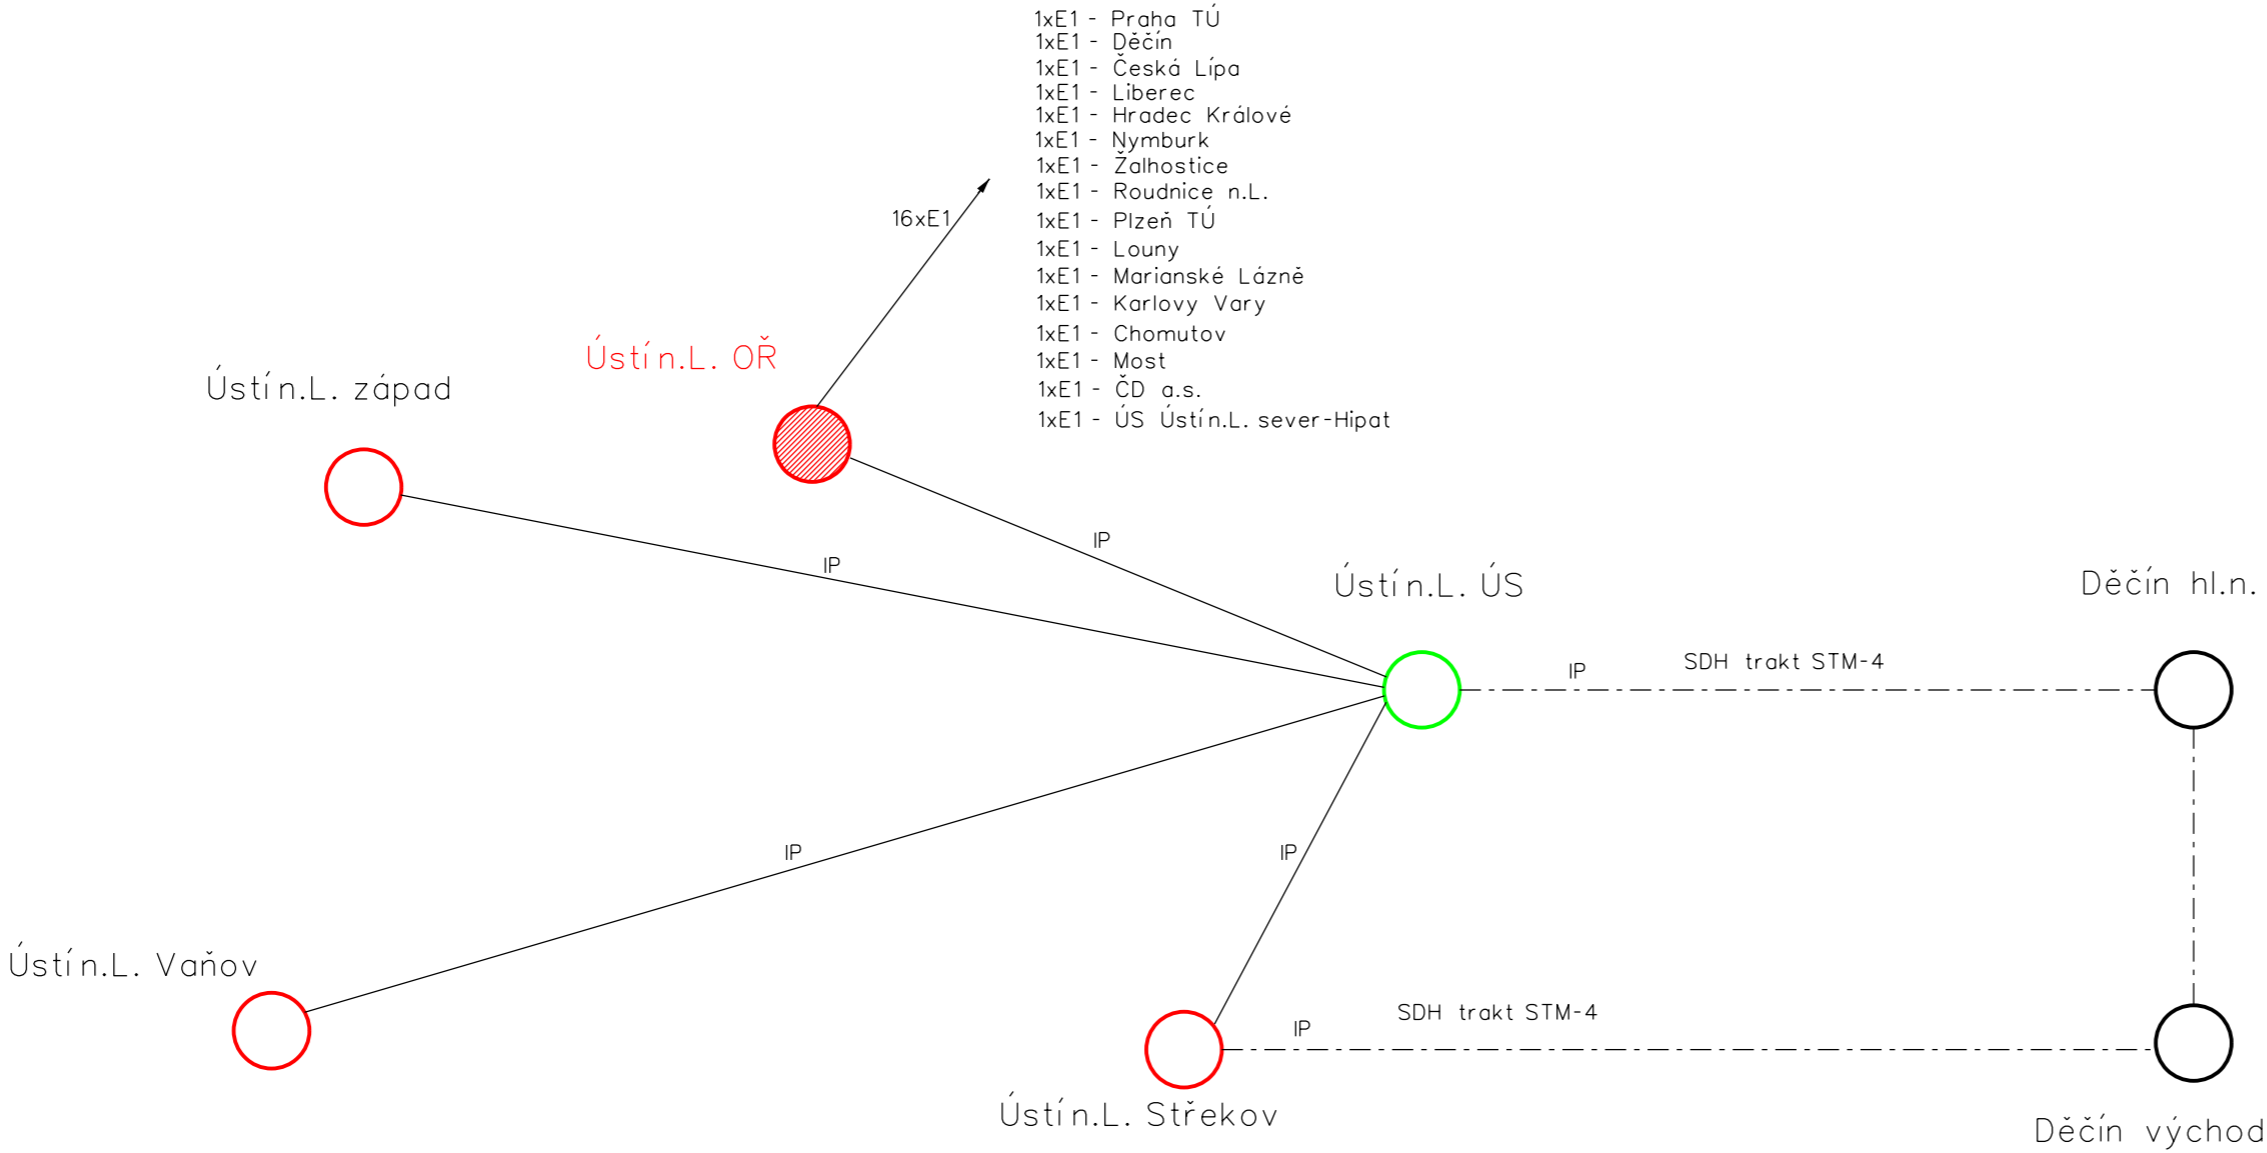 1xE1 - Praha TÚ
1xE1 - Děčín
1xE1 - Česká Lípa
1xE1 - Liberec
1xE1 - Hradec Králové
1xE1 - Nymburk
1xE1 - Žalhostice
1xE1 - Roudnice n.L.
1xE1 - Plzeň TÚ
1xE1 - Louny
1xE1 - Marianské Lázně
1xE1 - Karlovy Vary
1xE1 - Chomutov
1xE1 - Most
1xE1 - ČD a.s.
1xE1 - ÚS Ústí n.L. sever-Hipat
16xE1
Ústí n.L. OŘ
Ústí n.L. západ
IP
IP
Ústí n.L. ÚS
Děčín hl.n.
IP
SDH trakt STM-4
IP
IP
Ústí n.L. Vaňov
IP
SDH trakt STM-4
Ústí n.L. Střekov
Děčín východ